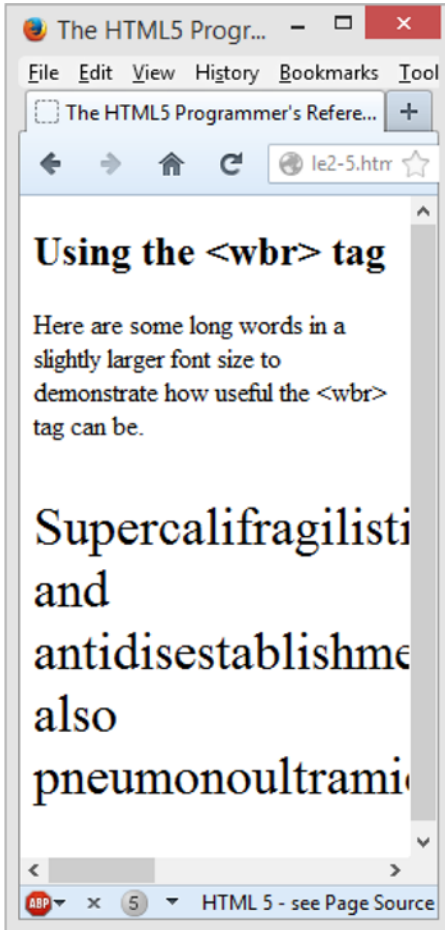 The HTML5 Progr...
File Edit View History Bookmarks Tool
The HTML5 Programmer's Refere... +
le2-5.htm
Using the <wbr> tag
Here are some long words in a
slightly larger font size to
demonstrate how useful the <wbr>
tag can be.
Supercalifragilisti
and
antidisestablishme
also
pneumonoultrami
ABP 5 HTML 5 - see Page Source